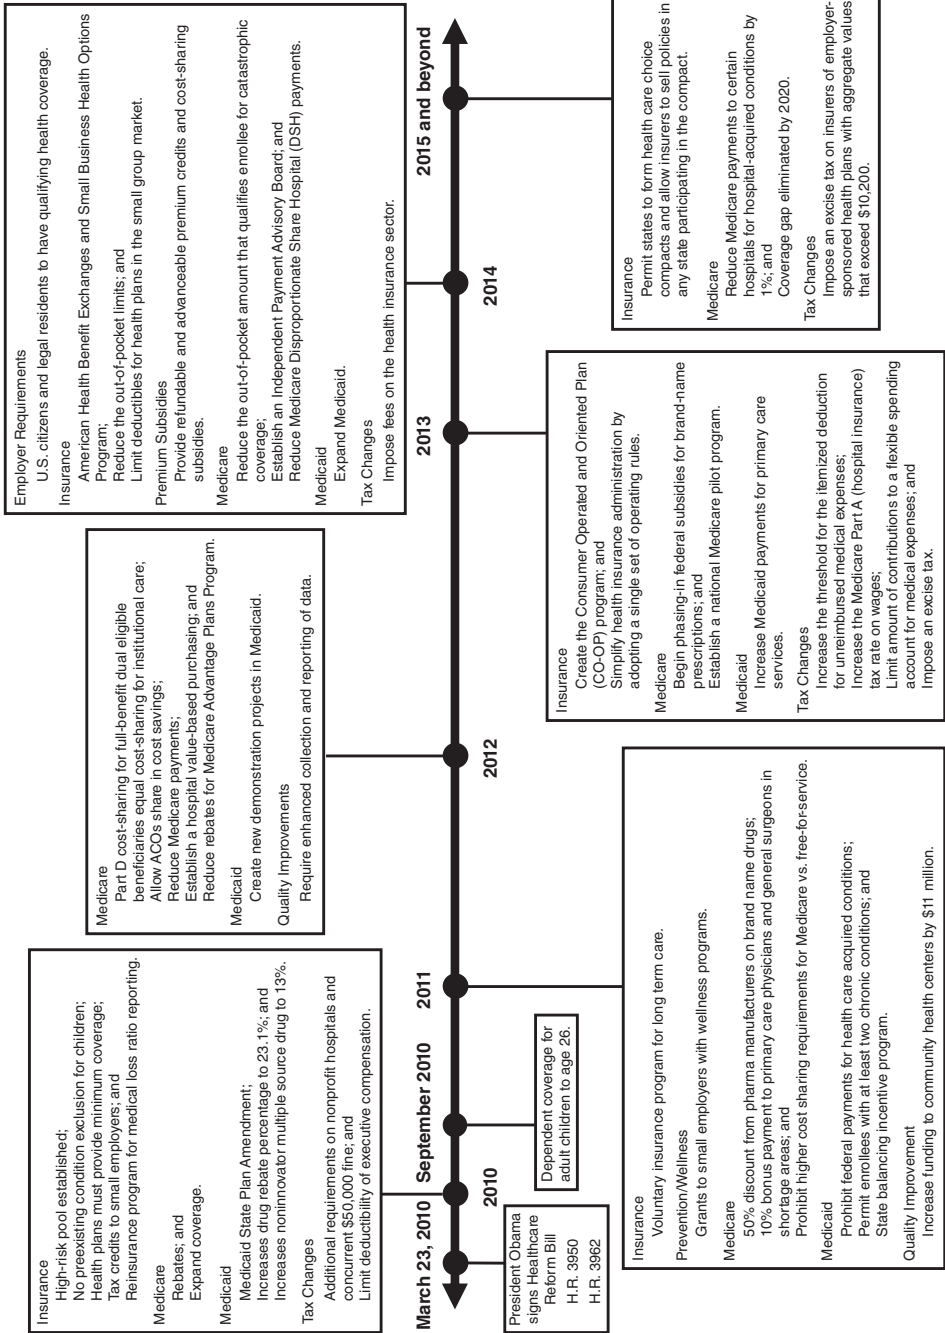 Insurance
High-risk pool established;
No preexisting condition exclusion for children;
Health plans must provide minimum coverage;
Tax credits to small employers; and
Reinsurance program for medical loss ratio reporting.
Medicare
Rebates; and
Expand coverage.
Medicaid
Medicaid State Plan Amendment;
Increases drug rebate percentage to 23.1%; and
Increases noninnovator multiple source drug to 13%.
Tax Changes
Additional requirements on nonprofit hospitals and
concurrent $50,000 fine; and
Limit deductibility of executive compensation.
Medicare
Part D cost-sharing for full-benefit dual eligible
beneficiaries equal cost-sharing for institutional care;
Allow ACOs share in cost savings;
Reduce Medicare payments;
Establish a hospital value-based purchasing; and
Reduce rebates for Medicare Advantage Plans Program.
Medicaid
Create new demonstration projects in Medicaid.
Quality Improvements
Require enhanced collection and reporting of data.
Employer Requirements
U.S. citizens and legal residents to have qualifying health coverage.
Insurance
American Health Benefit Exchanges and Small Business Health Options
Program;
Reduce the out-of-pocket limits; and
Limit deductibles for health plans in the small group market.
Premium Subsidies
Provide refundable and advanceable premium credits and cost-sharing
subsidies.
Medicare
Reduce the out-of-pocket amount that qualifies enrollee for catastrophic
coverage;
Establish an Independent Payment Advisory Board; and
Reduce Medicare Disproportionate Share Hospital (DSH) payments.
Medicaid
Expand Medicaid.
Tax Changes
Impose fees on the health insurance sector.
March 23, 2010
2010
September 2010
2011
2012
2013
2014
2015 and beyond
President Obama
signs Healthcare
Reform Bill
H.R. 3950
H.R. 3962
Dependent coverage for
adult children to age 26.
Insurance
Voluntary insurance program for long term care.
Prevention/Wellness
Grants to small employers with wellness programs.
Medicare
50% discount from pharma manufacturers on brand name drugs;
10% bonus payment to primary care physicians and general surgeons in
shortage areas; and
Prohibit higher cost sharing requirements for Medicare vs. free-for-service.
Medicaid
Prohibit federal payments for health care acquired conditions;
Permit enrollees with at least two chronic conditions; and
State balancing incentive program.
Quality Improvement
Increase funding to community health centers by $11 million.
Insurance
Create the Consumer Operated and Oriented Plan
(CO-OP) program; and
Simplify health insurance administration by
adopting a single set of operating rules.
Medicare
Begin phasing-in federal subsidies for brand-name
prescriptions; and
Establish a national Medicare pilot program.
Medicaid
Increase Medicaid payments for primary care
services.
Tax Changes
Increase the threshold for the itemized deduction
for unreimbursed medical expenses;
Increase the Medicare Part A (hospital insurance)
tax rate on wages;
Limit amount of contributions to a flexible spending
account for medical expenses; and
Impose an excise tax.
Insurance
Permit states to form health care choice
compacts and allow insurers to sell policies in
any state participating in the compact.
Medicare
Reduce Medicare payments to certain
hospitals for hospital-acquired conditions by
1%; and
Coverage gap eliminated by 2020.
Tax Changes
Impose an excise tax on insurers of employer-
sponsored health plans with aggregate values
that exceed $10,200.